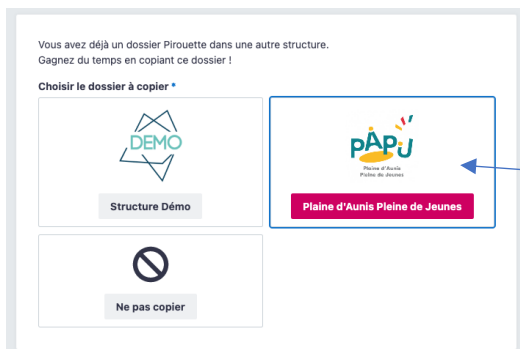 Vous avez déjà un dossier Pirouette dans une autre structure.
Gagnez du temps en copiant ce dossier !
Choisir le dossier à copier *
DEMO
Structure Démo
PAPJ
Plaine d'Aunis
Pleine de Jeunes
Plaine d'Aunis Pleine de Jeunes
Ne pas copier